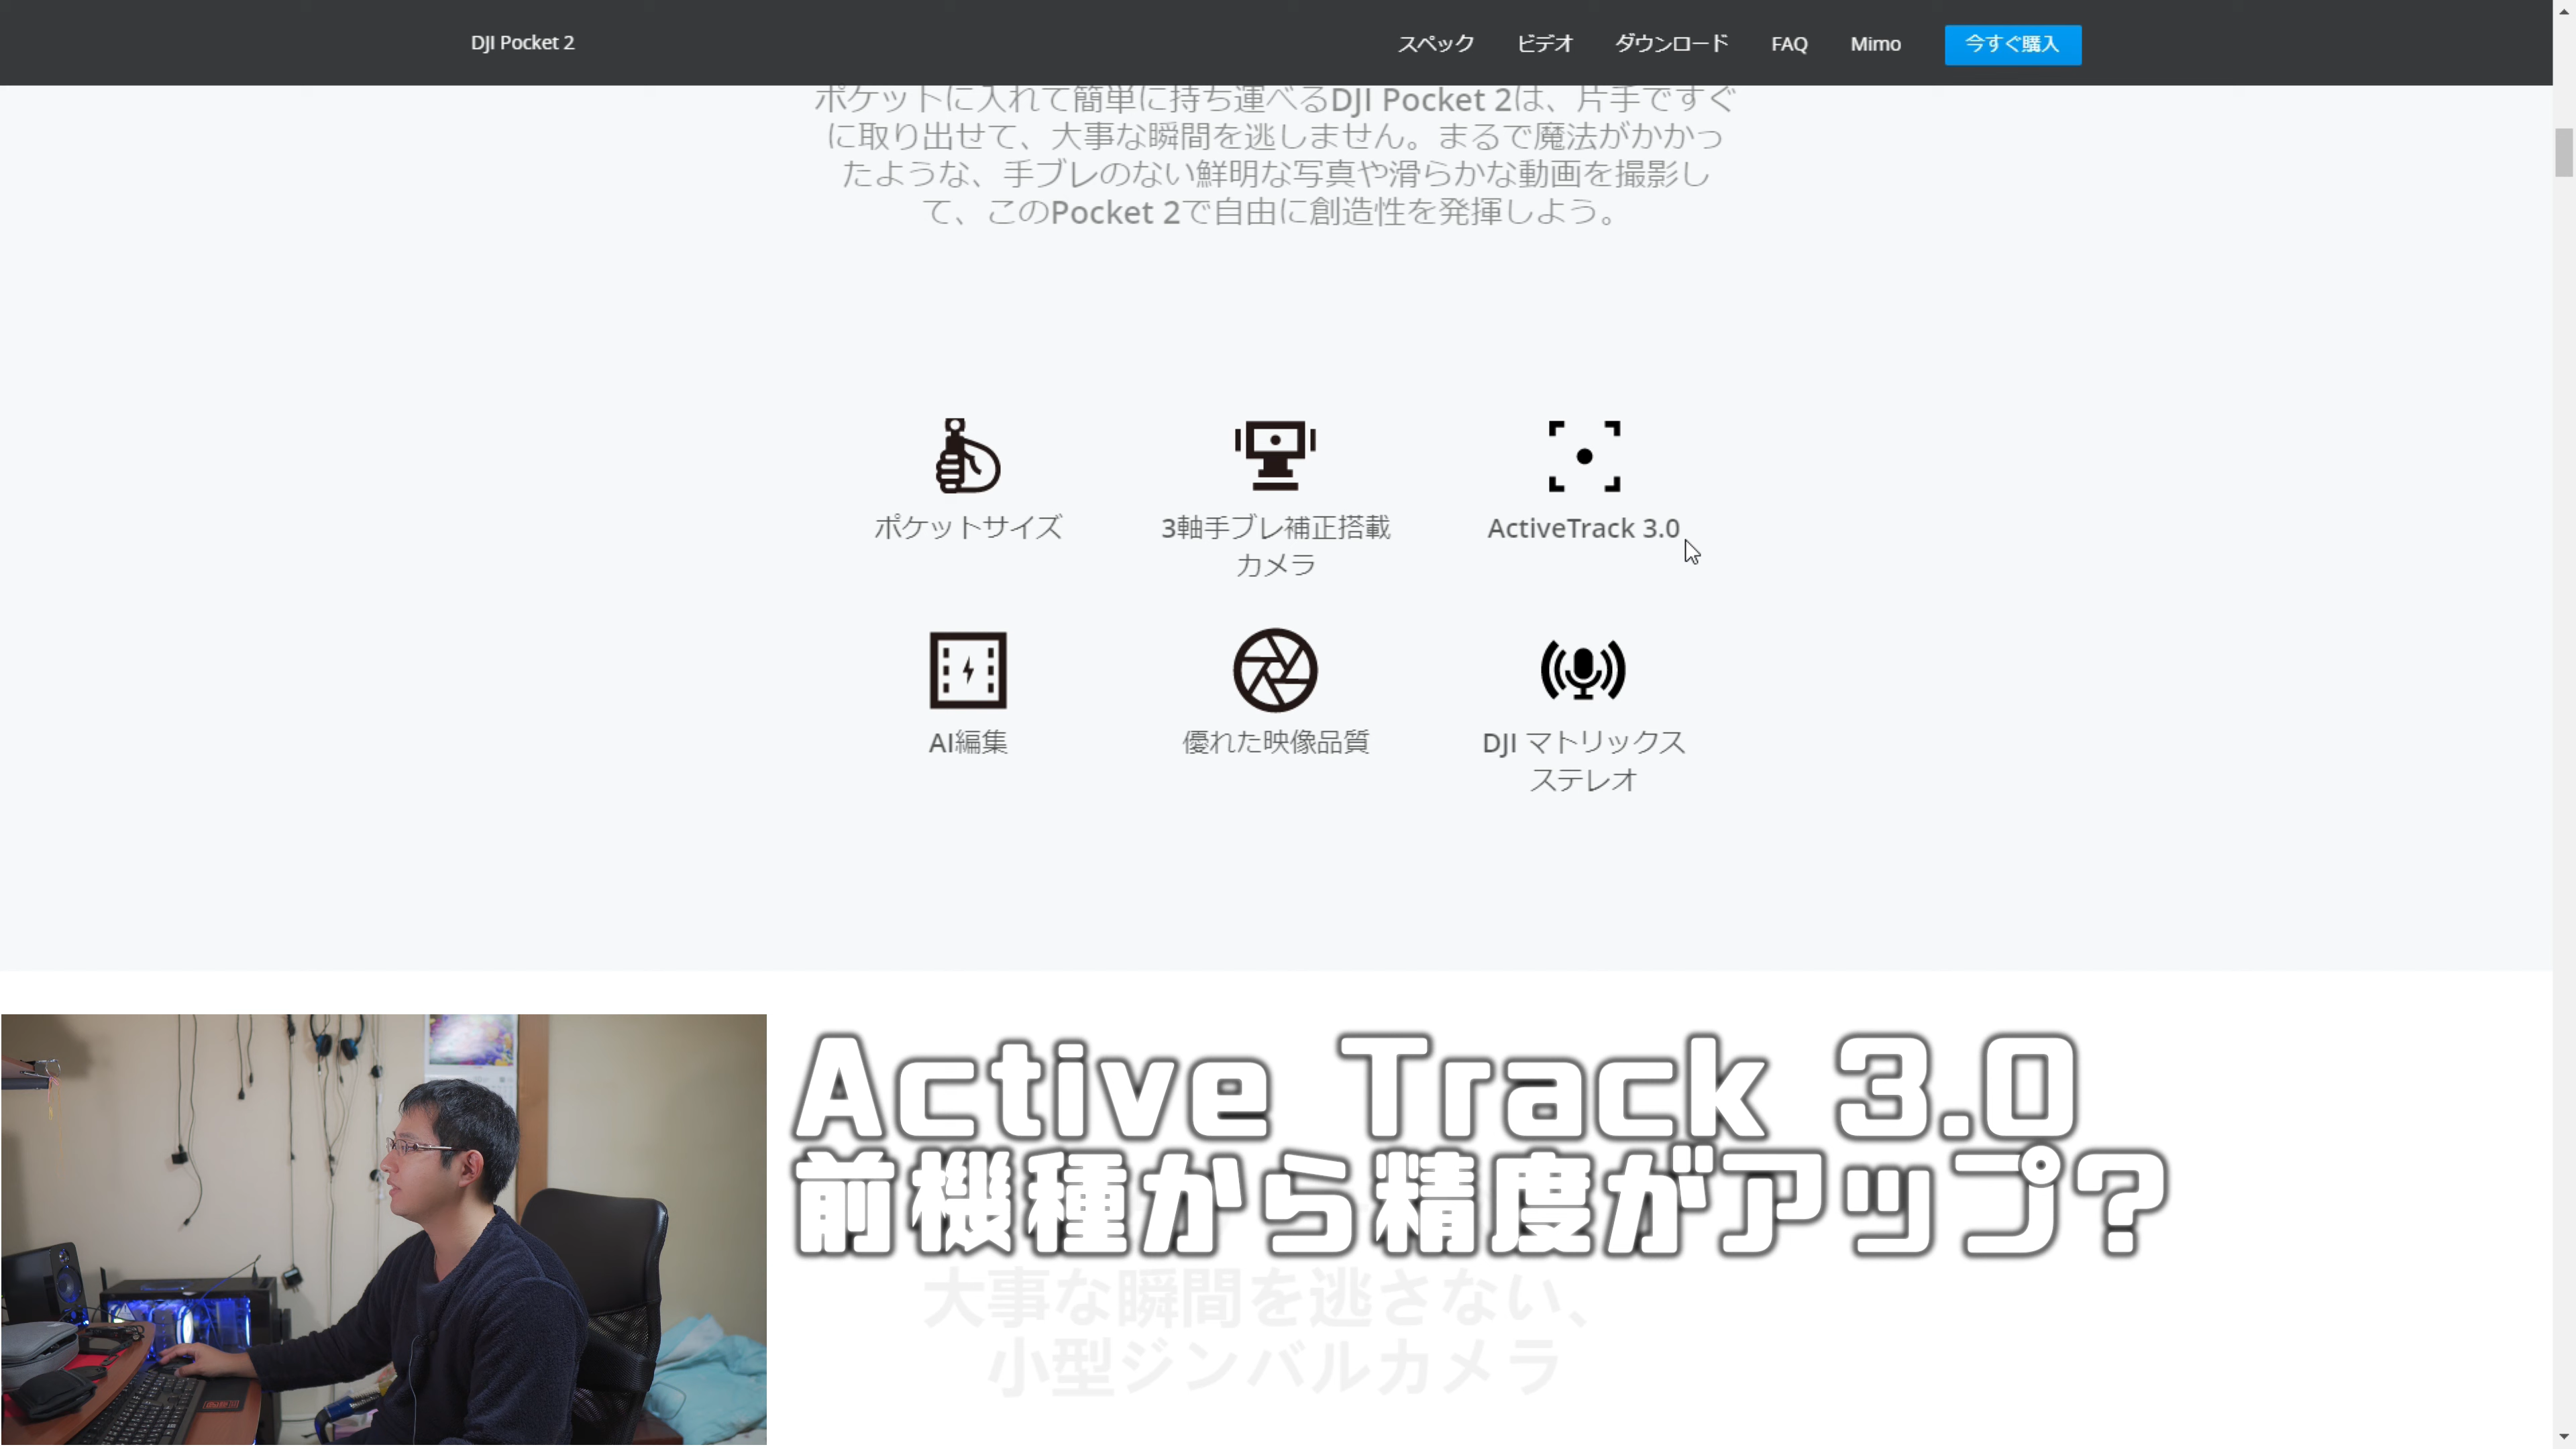 DJI Pocket 2
スペック
ビデオ
ダウンロード
FAQ
Mimo
今すぐ購入
ポケットに入れて簡単に持ち運べるDJI Pocket 2は、片手ですぐ
に取り出せて、大事な瞬間を逃しません。まるで魔法がかかっ
たような、手ブレのない鮮明な写真や滑らかな動画を撮影し
て、このPocket 2で自由に創造性を発揮しよう。
ポケットサイズ
3軸手ブレ補正搭載
カメラ
ActiveTrack 3.0
AI編集
優れた映像品質
DJI マトリックス
ステレオ
Active Track 3.0
前機種から精度がアップ?
大事な瞬間を逃さない、
小型ジンバルカメラ